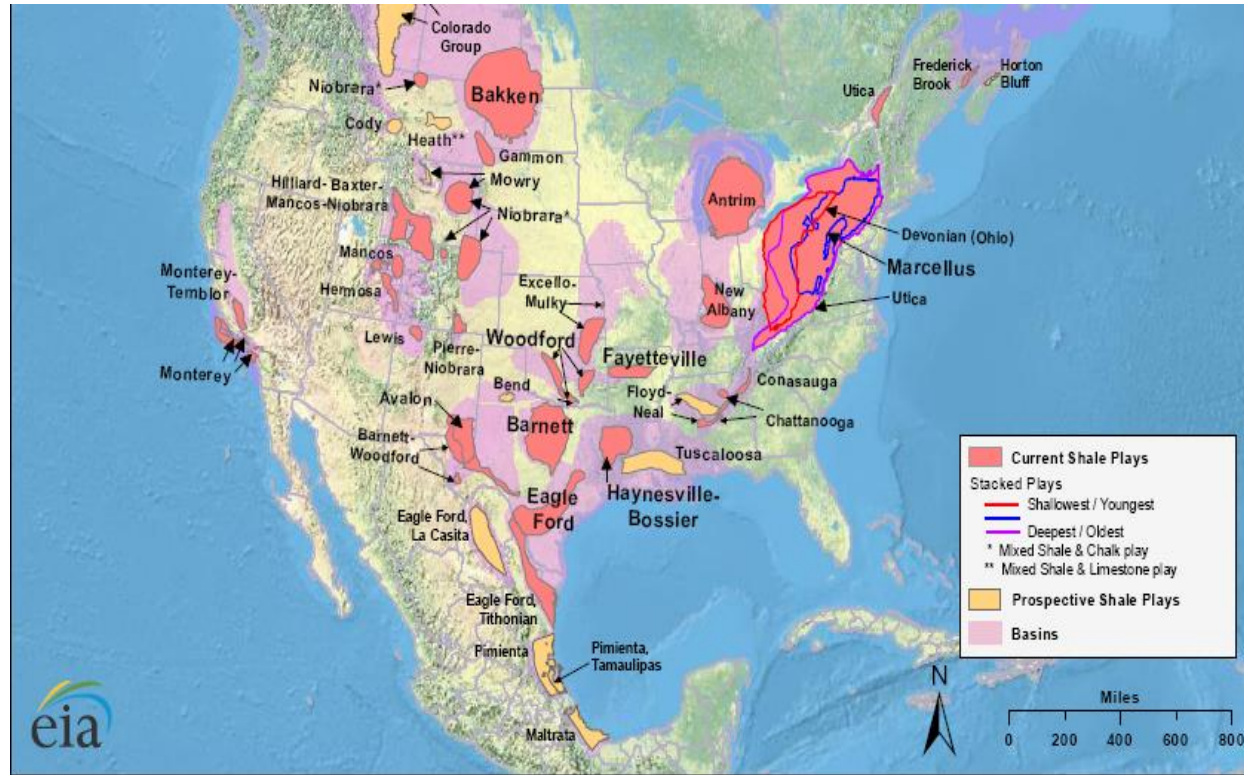 Colorado
Group
Niobrara*
Bakken
Cody
Heath**
Gammon
Mowry
Hilliard-Baxter-
Mancos-Niobrara
Niobrara*
Mancos
Hermosa
Monterey-
Temblor
Monterey
Lewis
Pierre-
Niobrara
Excello-
Mulky
Woodford
Bend
Avalon
Barnett-
Woodford
Barnett
Fayetteville
Floyd-
Neal
Conasauga
Chattanooga
Tuscaloosa
Haynesville-
Bossier
Eagle
Ford
Eagle Ford,
La Casita
Eagle Ford,
Tithonian
Pimienta
Pimienta,
Tamaulipas
Maltrata
Antrim
New
Albany
Utica
Frederick
Brook
Horton
Bluff
Devonian (Ohio)
Marcellus
Utica
Current Shale Plays
Stacked Plays
Shallowest / Youngest
Deepest / Oldest
* Mixed Shale & Chalk play
** Mixed Shale & Limestone play
Prospective Shale Plays
Basins
N
Miles
0 200 400 600 800
eia